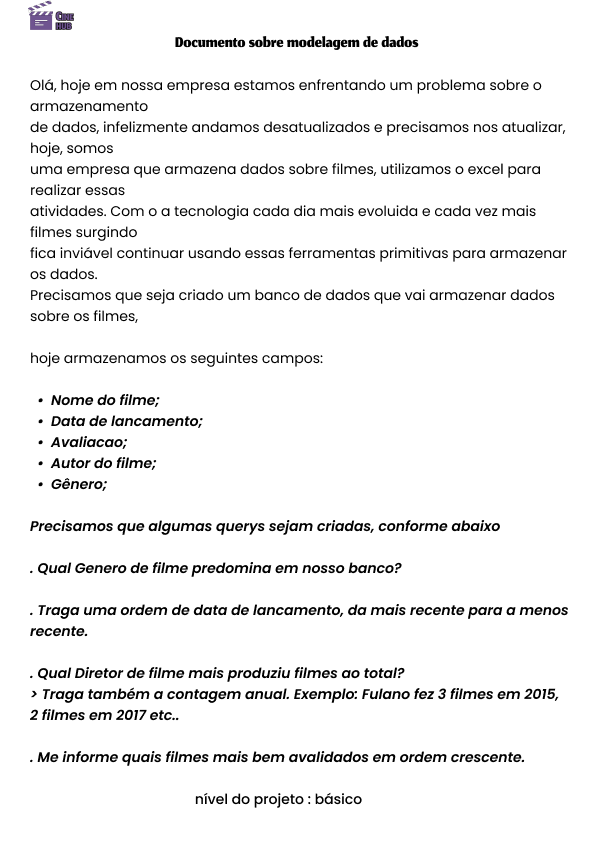 CINE
HUB
Documento sobre modelagem de dados
Olá, hoje em nossa empresa estamos enfrentando um problema sobre o
armazenamento
de dados, infelizmente andamos desatualizados e precisamos nos atualizar,
hoje, somos
uma empresa que armazena dados sobre filmes, utilizamos o excel para
realizar essas
atividades. Com o a tecnologia cada dia mais evoluida e cada vez mais
filmes surgindo
fica inviável continuar usando essas ferramentas primitivas para armazenar
os dados.
Precisamos que seja criado um banco de dados que vai armazenar dados
sobre os filmes,
hoje armazenamos os seguintes campos:
• Nome do filme;
• Data de lancamento;
• Avaliacao;
• Autor do filme;
• Gênero;
Precisamos que algumas querys sejam criadas, conforme abaixo
. Qual Genero de filme predomina em nosso banco?
. Traga uma ordem de data de lancamento, da mais recente para a menos
recente.
. Qual Diretor de filme mais produziu filmes ao total?
> Traga também a contagem anual. Exemplo: Fulano fez 3 filmes em 2015,
2 filmes em 2017 etc..
. Me informe quais filmes mais bem avalidados em ordem crescente.
nível do projeto : básico